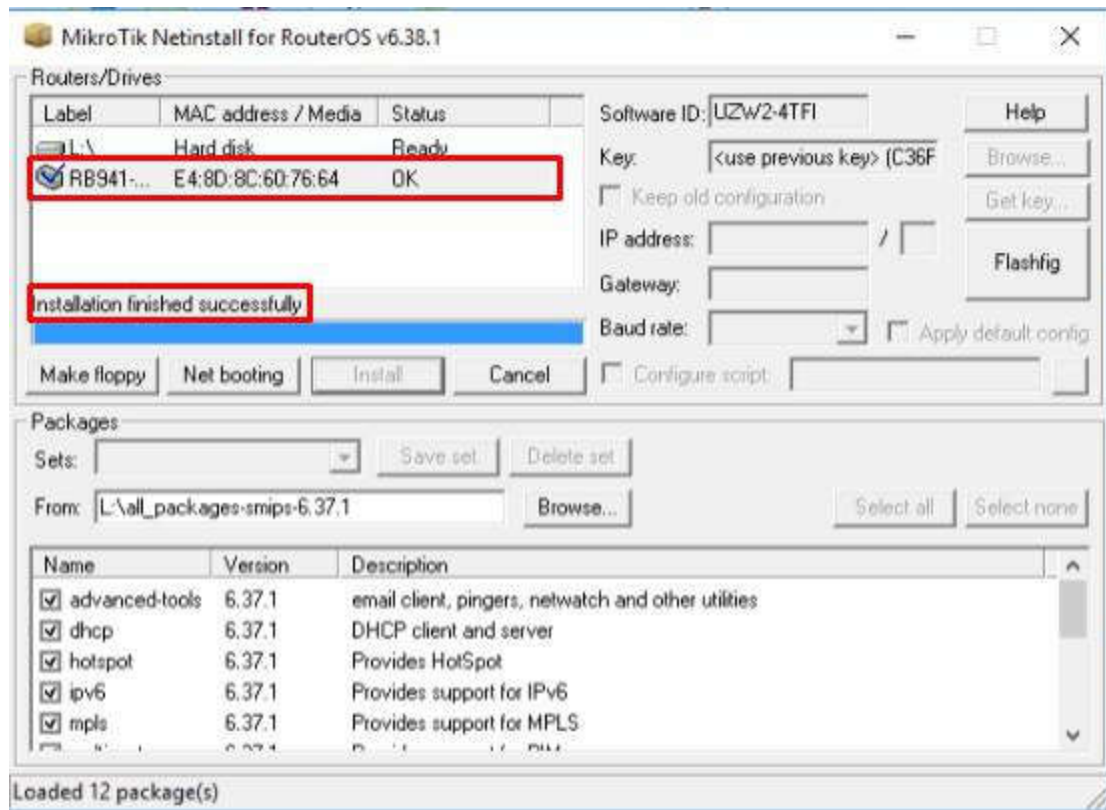 MikroTik Netinstall for RouterOS v6.38.1
Routers/Drives
Label MAC address / Media Status
L:\ Hard disk Ready
RB941-... E4:8D:8C:60:76:64 OK
Installation finished successfully
Make floppy Net booting Install Cancel
Software ID: UZW2-4TFI Help
Key: <use previous key> (C36F Browse...
Keep old configuration Get key...
IP address: /
Flashfig
Gateway:
Baud rate: Apply default config
Configure script
Packages
Sets: Save set Delete set
From: L:\all_packages-smips-6.37.1 Browse... Select all Select none
Name Version Description
advanced-tools 6.37.1 email client, pingers, netwatch and other utilities
dhcp 6.37.1 DHCP client and server
hotspot 6.37.1 Provides HotSpot
ipv6 6.37.1 Provides support for IPv6
mpls 6.37.1 Provides support for MPLS
Loaded 12 package(s)